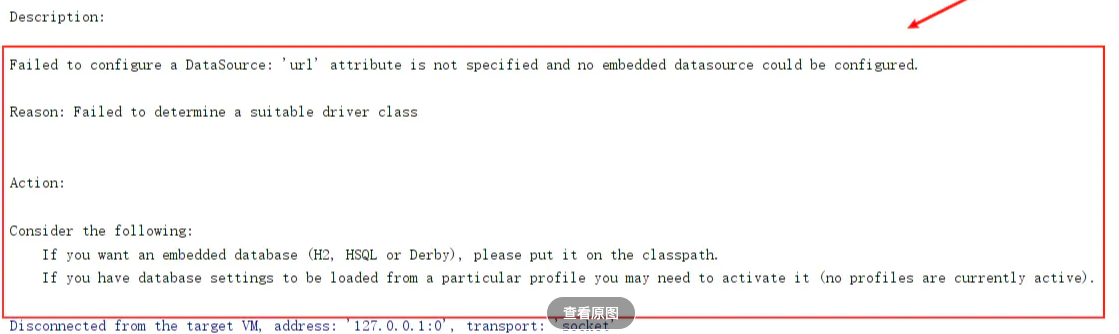 Description:
Failed to configure a DataSource: 'url' attribute is not specified and no embedded datasource could be configured.
Reason: Failed to determine a suitable driver class
Action:
Consider the following:
If you want an embedded database (H2, HSQL or Derby), please put it on the classpath.
If you have database settings to be loaded from a particular profile you may need to activate it (no profiles are currently active).
查看原图
Disconnected from the target VM, address: '127.0.0.1:0', transport: 'socket'